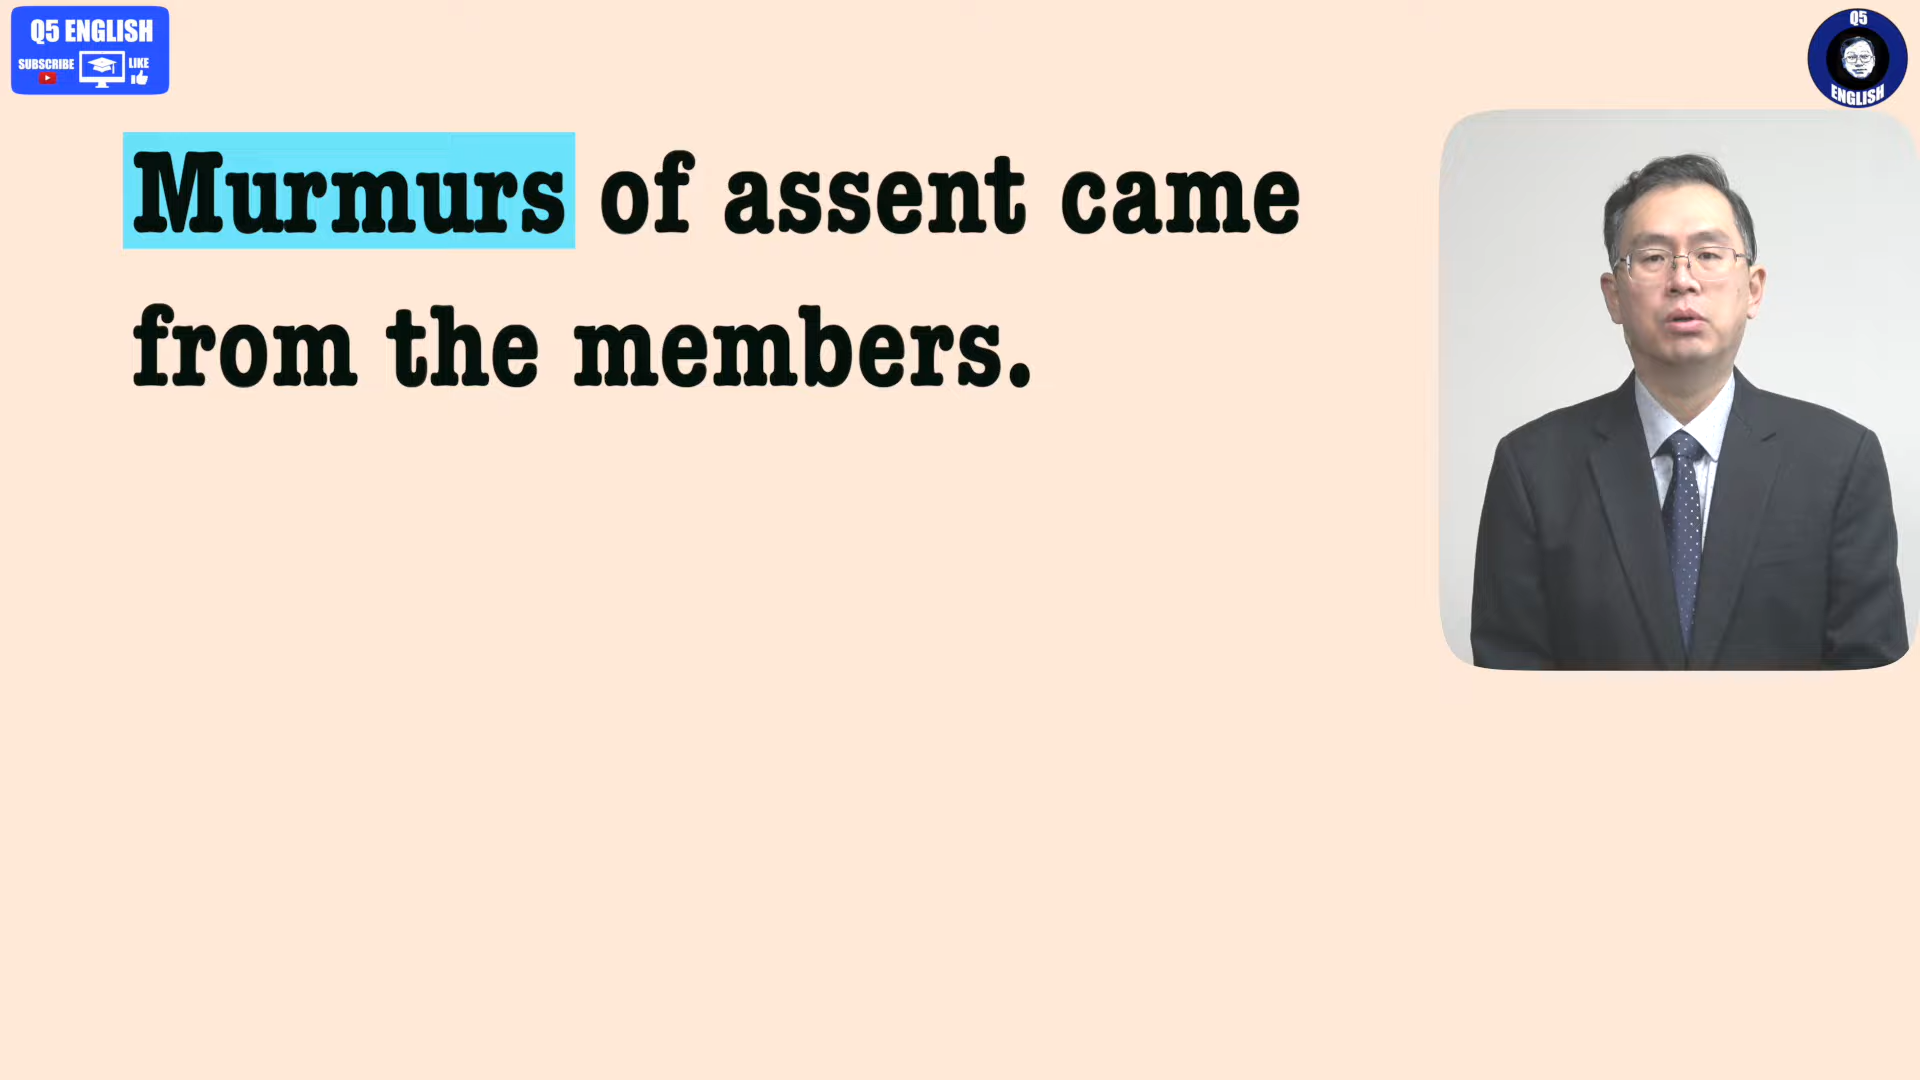 Q5 ENGLISH
SUBSCRIBE
LIKE
Q5
ENGLISH
Murmurs of assent came
from the members.